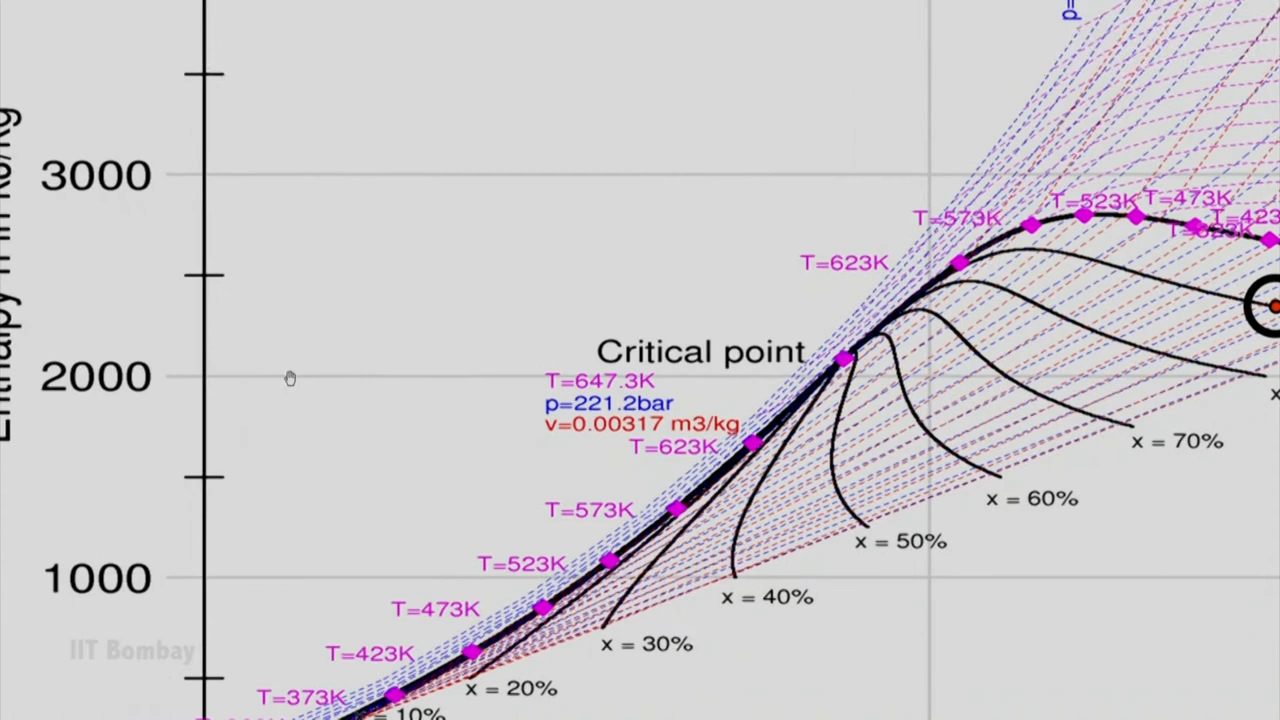 p=
3000
T=523K
T=473K
T=573K
T=423
T=623K
Critical point
2000
T=647.3K
p=221.2bar
v=0.00317 m3/kg
T=623K
x = 70%
x = 60%
T=573K
x = 50%
T=523K
1000
x = 40%
T=473K
x = 30%
IIT Bombay
T=423K
x = 20%
T=373K
= 10%
x